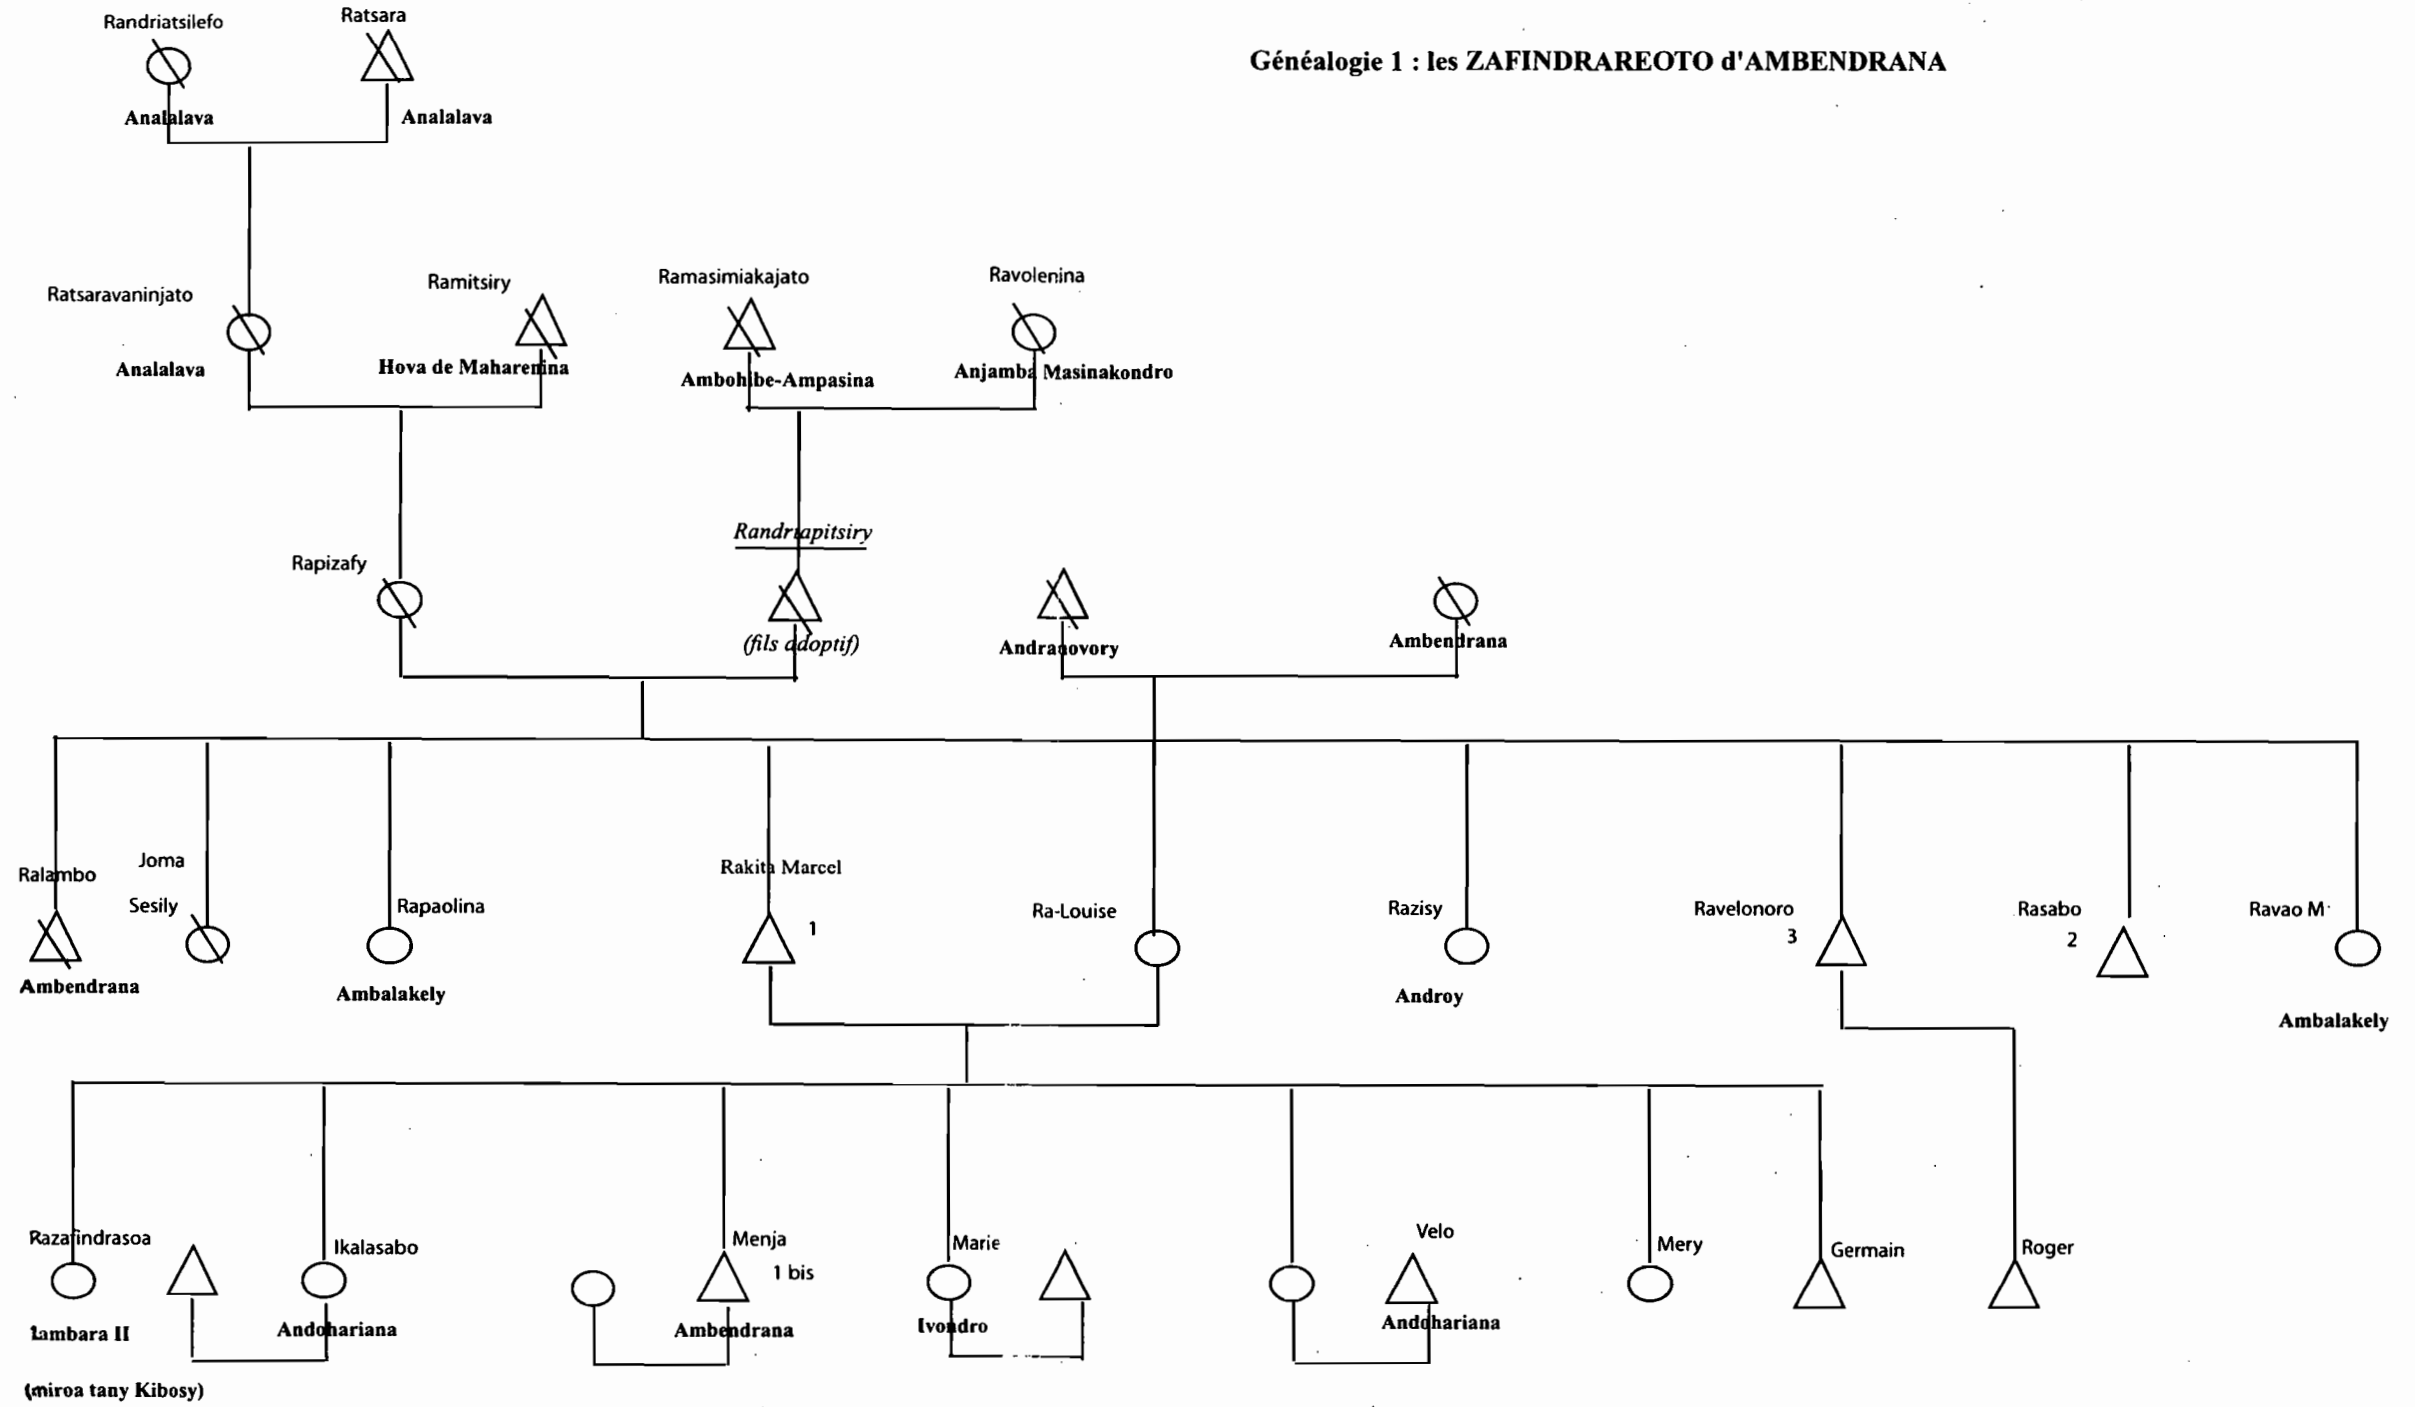 Randriatsilefo
Ratsara
Généalogie 1 : les ZAFINDRAREOTO d'AMBENDRANA
Analalava
Analalava
Ratsaravaninjato
Ramitsiry
Ramasimiakajato
Ravolenina
Analalava
Hova de Maharenina
Ambohibe-Ampasina
Anjamba Masinakondro
Randriapitsiry
Rapizafy
(fils adoptif)
Andranovory
Ambendrana
Ralambo
Joma
Sesily
Rapaolina
Rakita Marcel
1
Ra-Louise
Razisy
Ravelonoro
3
Rasabo
2
Ravao M
Ambendrana
Ambalakely
Androy
Ambalakely
Razafindrasoa
Ikalasabo
Menja
1 bis
Marie
Velo
Mery
Germain
Roger
Iambara II
Andohariana
Ambendrana
Ivondro
Andohariana
(miroa tany Kibosy)